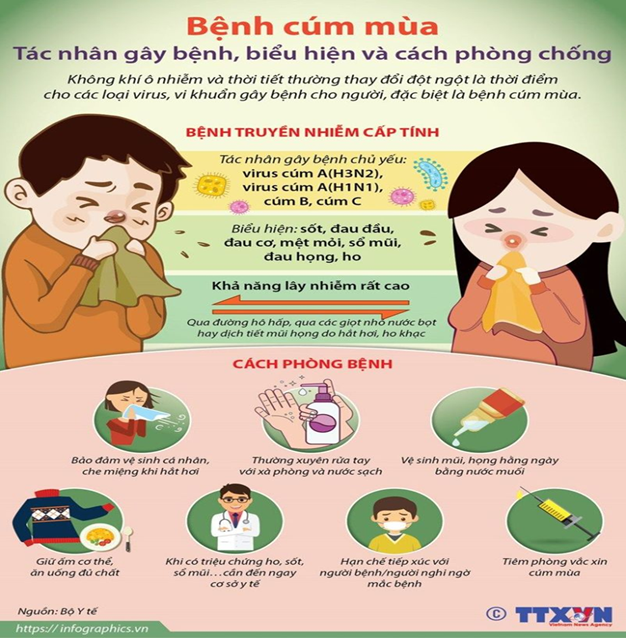 Bệnh cúm mùa
Tác nhân gây bệnh, biểu hiện và cách phòng chống
Không khí ô nhiễm và thời tiết thường thay đổi đột ngột là thời điểm
cho các loại virus, vi khuẩn gây bệnh cho người, đặc biệt là bệnh cúm mùa.
BỆNH TRUYỀN NHIỄM CẤP TÍNH
Tác nhân gây bệnh chủ yếu:
virus cúm A(H3N2),
virus cúm A(H1N1),
cúm B, cúm C
Biểu hiện: sốt, đau đầu,
đau cơ, mệt mỏi, sổ mũi,
đau họng, ho
Khả năng lây nhiễm rất cao
Qua đường hô hấp, qua các giọt nhỏ nước bọt
hay dịch tiết mũi họng do hắt hơi, ho khạc
CÁCH PHÒNG BỆNH
Bảo đảm vệ sinh cá nhân,
che miệng khi hắt hơi
Thường xuyên rửa tay
với xà phòng và nước sạch
Vệ sinh mũi, họng hằng ngày
bằng nước muối
Giữ ấm cơ thể,
ăn uống đủ chất
Khi có triệu chứng ho, sốt,
sổ mũi...cần đến ngay
cơ sở y tế
Hạn chế tiếp xúc với
người bệnh/người nghi ngờ
mắc bệnh
Tiêm phòng vắc xin
cúm mùa
Nguồn: Bộ Y tế
© TTXVN
Vietnam News Agency
https://infographics.vn